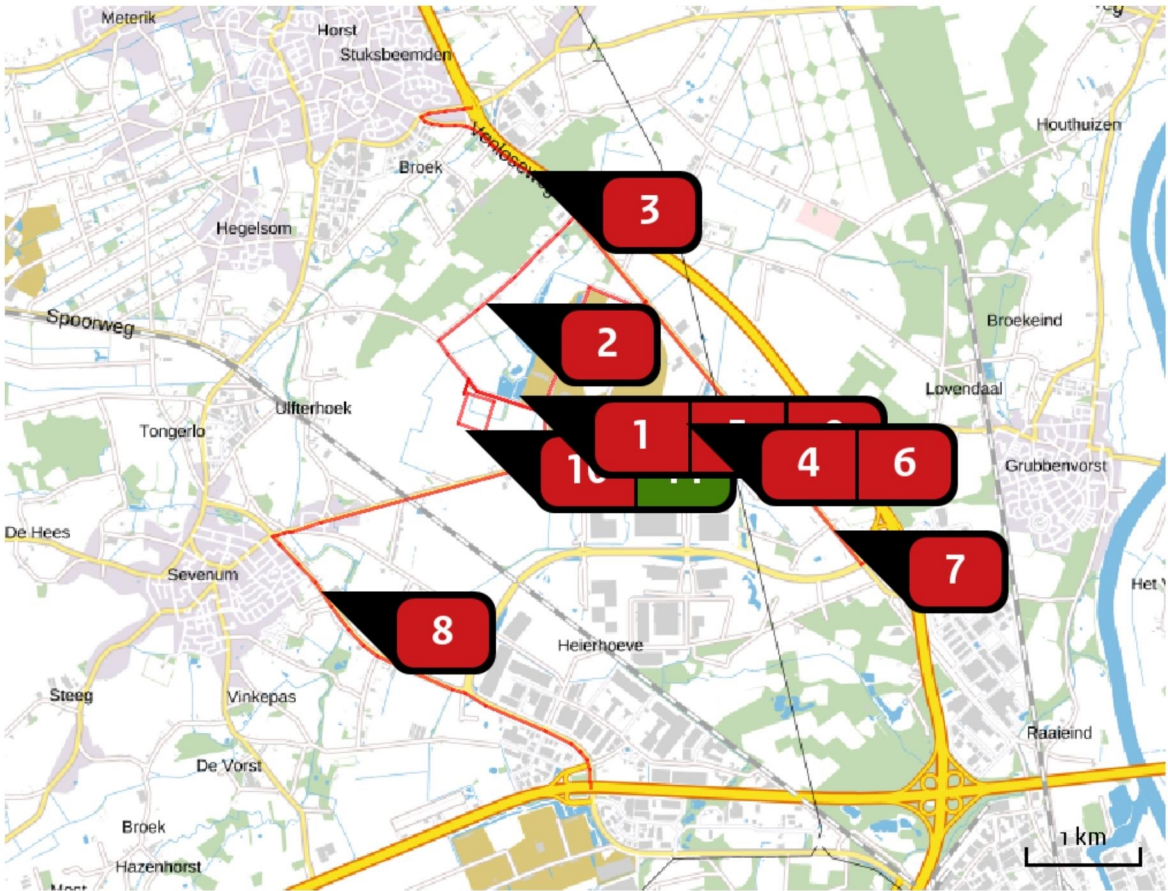 Meterik
Horst
Stuksbeemden
Houthuizen
Venloseweg
Broek
3
Hegelsom
Spoorweg
Broekeind
2
Lovendaal
Ulfterhoek
Tongerlo
1
4
6
Grubbenvorst
De Hees
7
Sevenum
8
Heierhoeve
Steeg
Vinkepas
Raaieind
De Vorst
Broek
1 km
Hazenhorst